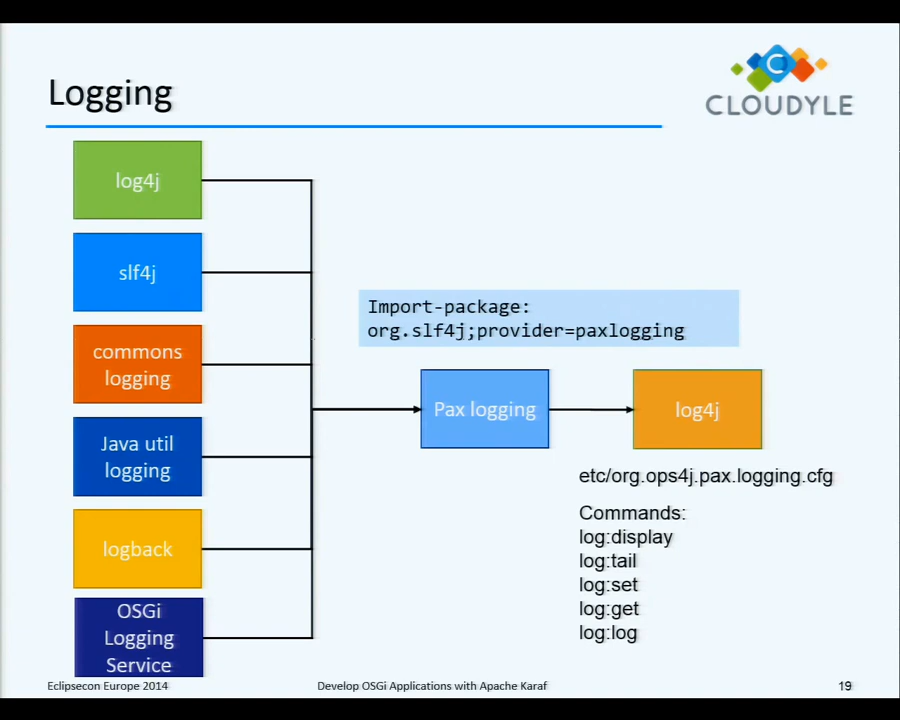 Logging
C
CLOUDYLE
log4j
slf4j
commons
logging
Java util
logging
logback
OSGi
Logging
Service
Import-package:
org.slf4j;provider=paxlogging
Pax logging
log4j
etc/org.ops4j.pax.logging.cfg
Commands:
log:display
log:tail
log:set
log:get
log:log
Eclipsecon Europe 2014
Develop OSGi Applications with Apache Karaf
19